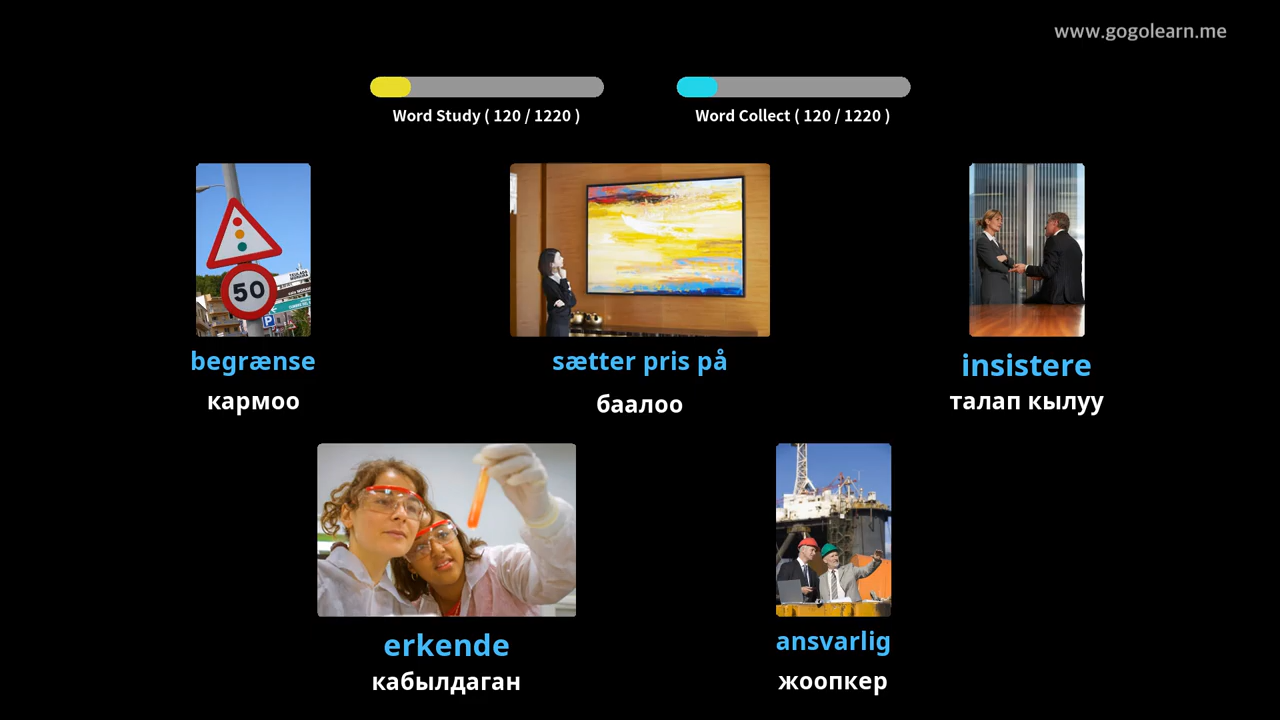 www.gogolearn.me
Word Study ( 120 / 1220 )
Word Collect ( 120 / 1220 )
50
P
begrænse
кармоо
sætter pris på
баалоо
insistere
талап кылуу
erkende
кабылдаган
ansvarlig
жоопкер